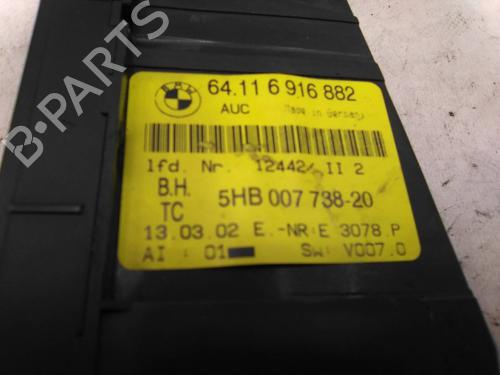 BMW
64.11 6 916 882
AUC Made in Germany
lfd. Nr. 12442/ II 2
B.H.
TC 5HB 007 738-20
13.03.02 E.-NR:E 3078.P
AI : 01 SW: V007.0
B-PARTS